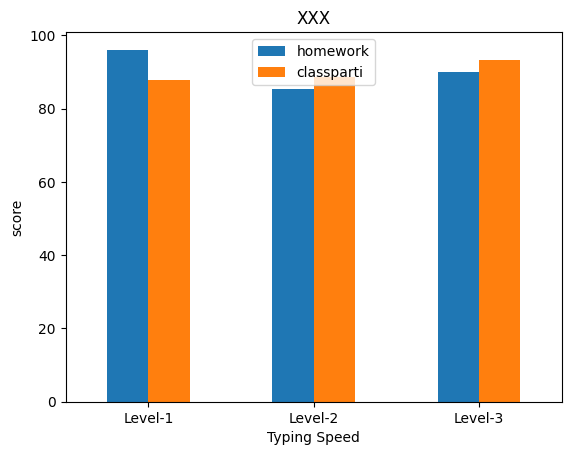 XXX
homework
classparti
score
100
80
60
40
20
0
Level-1 Level-2 Level-3
Typing Speed